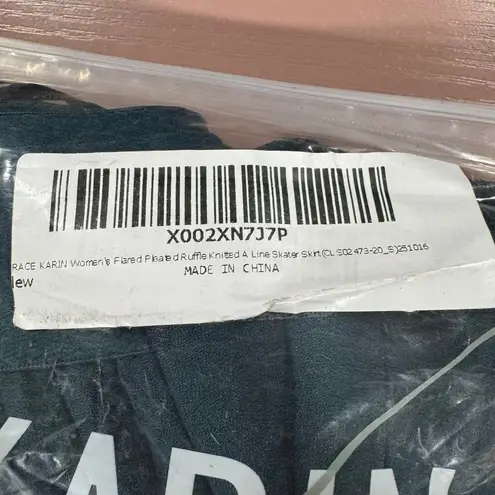 X002XN7J7P
RACE KARIN Women's Flared Pleated Ruffle Knitted A Line Skater Skirt(CL S02473-20_S)251016
lew
MADE IN CHINA
KARIN